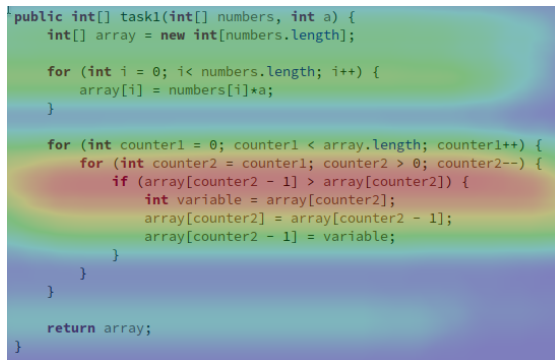 public int[] task1(int[] numbers, int a) {
int[] array = new int[numbers.length];
for (int i = 0; i< numbers.length; i++) {
array[i] = numbers[i]*a;
}
for (int counter1 = 0; counter1 < array.length; counter1++) {
for (int counter2 = counter1; counter2 > 0; counter2--) {
if (array[counter2 - 1] > array[counter2]) {
int variable = array[counter2];
array[counter2] = array[counter2 - 1];
array[counter2 - 1] = variable;
}
}
}
return array;
}